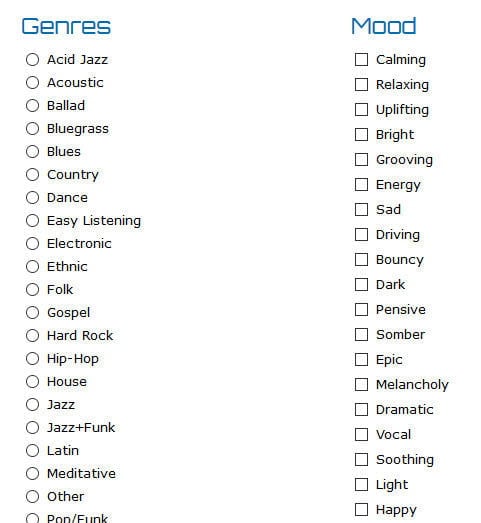 Genres
Acid Jazz
Acoustic
Ballad
Bluegrass
Blues
Country
Dance
Easy Listening
Electronic
Ethnic
Folk
Gospel
Hard Rock
Hip-Hop
House
Jazz
Jazz+Funk
Latin
Meditative
Other
Pop/Funk
Mood
Calming
Relaxing
Uplifting
Bright
Grooving
Energy
Sad
Driving
Bouncy
Dark
Pensive
Somber
Epic
Melancholy
Dramatic
Vocal
Soothing
Light
Happy